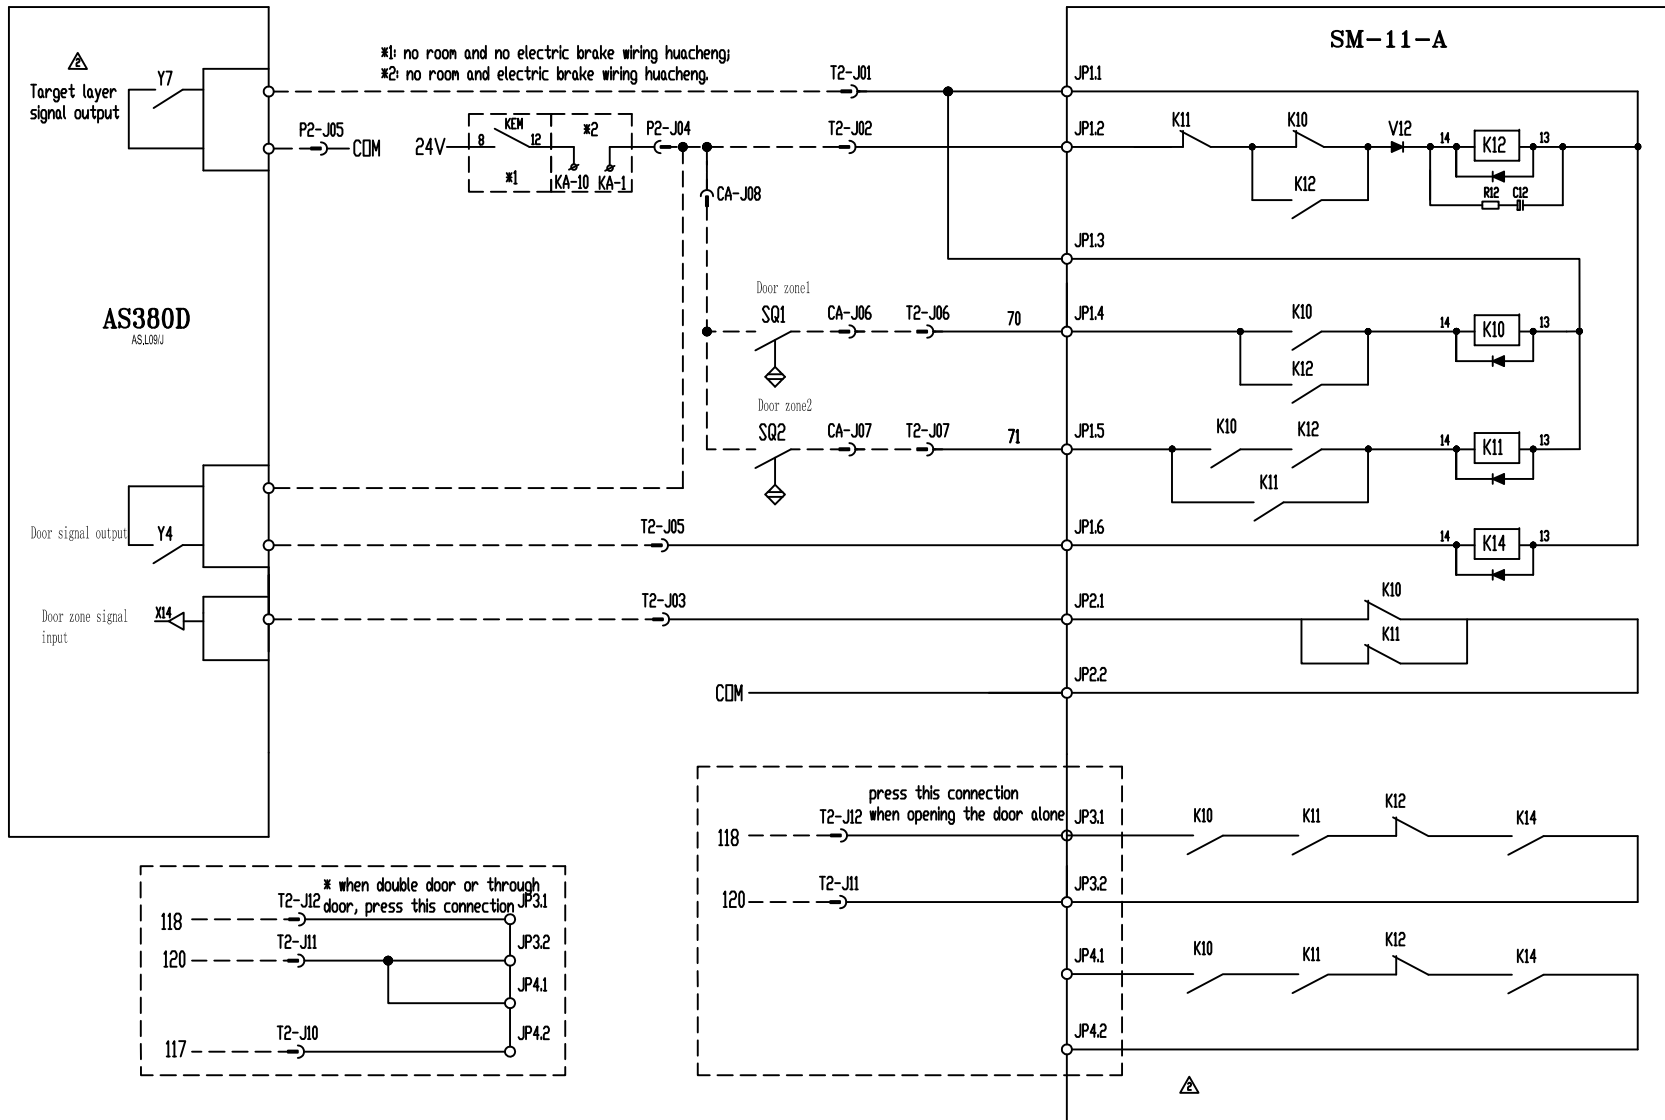 SM-11-A
2
Target layer
signal output
Y7
P2-J05
COM
※1: no room and no electric brake wiring huacheng;
※2: no room and electric brake wiring huacheng.
24V
8
KEM
12
※1
※2
KA-10
KA-1
P2-J04
CA-J08
T2-J01
T2-J02
JP1.1
JP1.2
K11
K10
K12
V12
14
K12
13
R12
C12
JP1.3
AS380D
AS.L09/J
Door zone1
SQ1
CA-J06
T2-J06
70
JP1.4
K10
K12
14
K10
13
Door zone2
SQ2
CA-J07
T2-J07
71
JP1.5
K10
K12
K11
14
K11
13
Door signal output
Y4
T2-J05
JP1.6
14
K14
13
Door zone signal
input
X14
T2-J03
JP2.1
K10
K11
COM
JP2.2
press this connection
when opening the door alone
118
T2-J12
JP3.1
K10
K11
K12
K14
120
T2-J11
JP3.2
JP4.1
K10
K11
K12
K14
JP4.2
2
※ when double door or through
door, press this connection
118
T2-J12
JP3.1
120
T2-J11
JP3.2
JP4.1
117
T2-J10
JP4.2